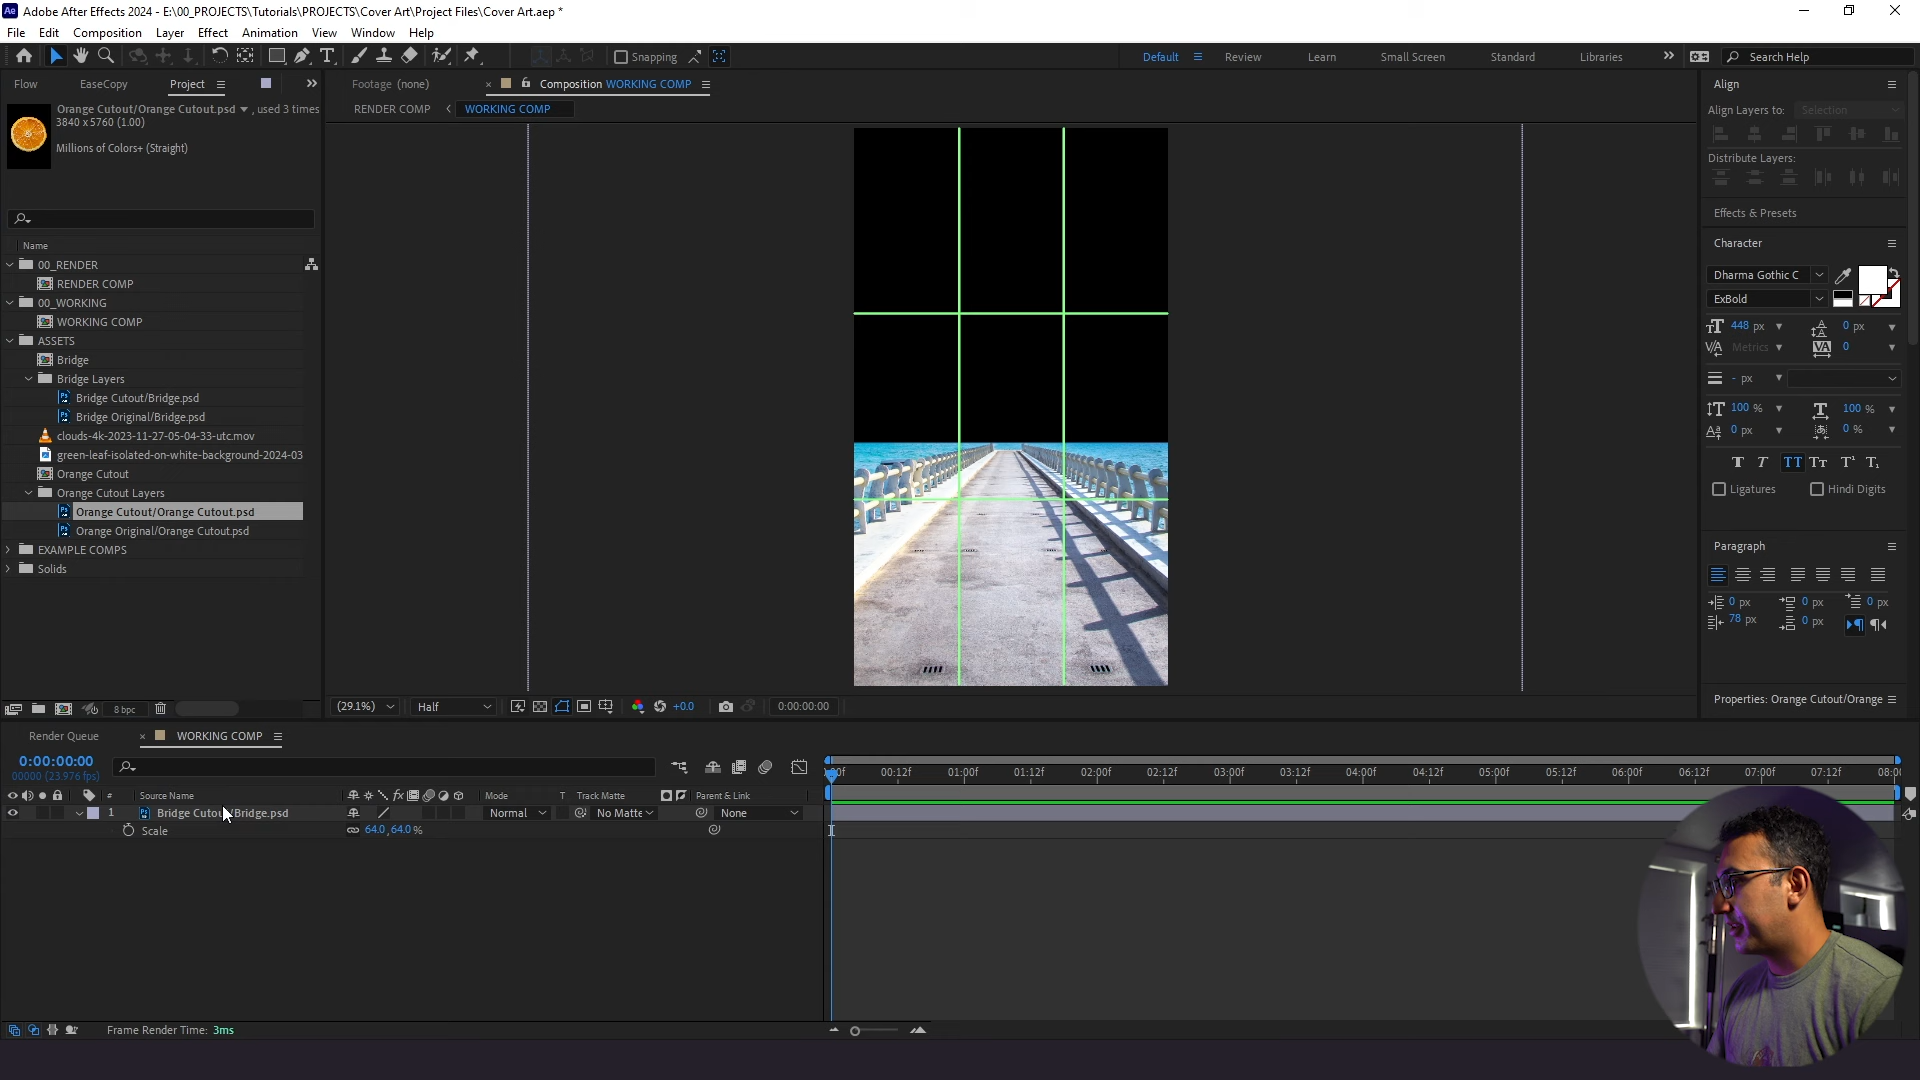 Adobe After Effects 2024 - E:\00_PROJECTS\Tutorials\PROJECTS\Cover Art\Project Files\Cover Art.aep *
File Edit Composition Layer Effect Animation View Window Help
Snapping
Default Review Learn Small Screen Standard Libraries Search Help
Flow EaseCopy Project
Footage (none)
Composition WORKING COMP
RENDER COMP WORKING COMP
Orange Cutout/Orange Cutout.psd , used 3 times
3840 x 5760 (1.00)
Millions of Colors+ (Straight)
Name
00_RENDER
RENDER COMP
00_WORKING
WORKING COMP
ASSETS
Bridge
Bridge Layers
Bridge Cutout/Bridge.psd
Bridge Original/Bridge.psd
clouds-4k-2023-11-27-05-04-33-utc.mov
green-leaf-isolated-on-white-background-2024-03
Orange Cutout
Orange Cutout Layers
Orange Cutout/Orange Cutout.psd
Orange Original/Orange Cutout.psd
EXAMPLE COMPS
Solids
8 bpc
(29.1%) Half +0.0 0:00:00:00
Align
Align Layers to: Selection
Distribute Layers:
Effects & Presets
Character
Dharma Gothic C
ExBold
448 px 0 px
Metrics 0
- px
100 % 100 %
0 px 0 %
Ligatures Hindi Digits
Paragraph
0 px 0 px 0 px
78 px 0 px
Properties: Orange Cutout/Orange
Render Queue WORKING COMP
0:00:00:00
00000 (23.976 fps)
:00f 00:12f 01:00f 01:12f 02:00f 02:12f 03:00f 03:12f 04:00f 04:12f 05:00f 05:12f 06:00f 06:12f 07:00f 07:12f 08:00
# Source Name Mode T Track Matte Parent & Link
1 Bridge Cutout/Bridge.psd Normal No Matte None
Scale 64.0,64.0%
Frame Render Time: 3ms